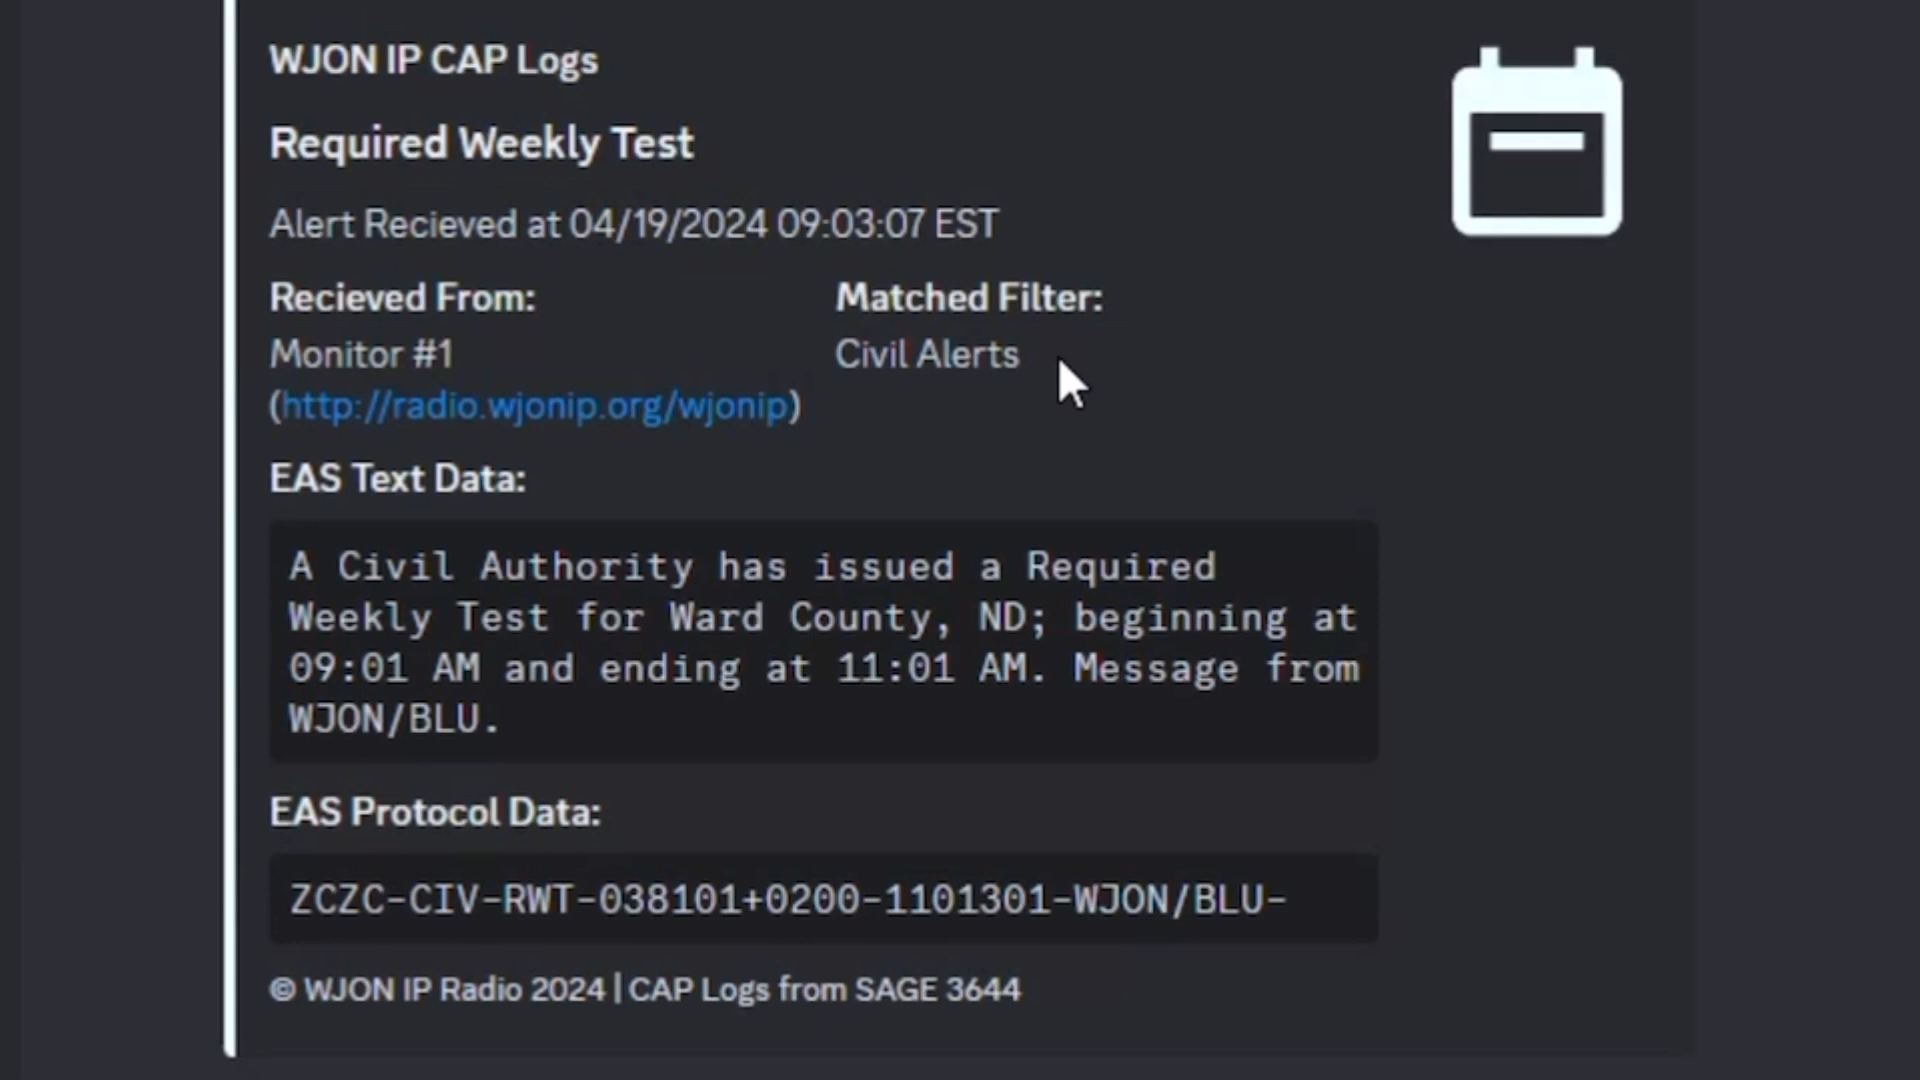 WJON IP CAP Logs
Required Weekly Test
Alert Recieved at 04/19/2024 09:03:07 EST
Recieved From:
Monitor #1
(http://radio.wjonip.org/wjonip)
Matched Filter:
Civil Alerts
EAS Text Data:
A Civil Authority has issued a Required
Weekly Test for Ward County, ND; beginning at
09:01 AM and ending at 11:01 AM. Message from
WJON/BLU.
EAS Protocol Data:
ZCZC-CIV-RWT-038101+0200-1101301-WJON/BLU-
© WJON IP Radio 2024 | CAP Logs from SAGE 3644